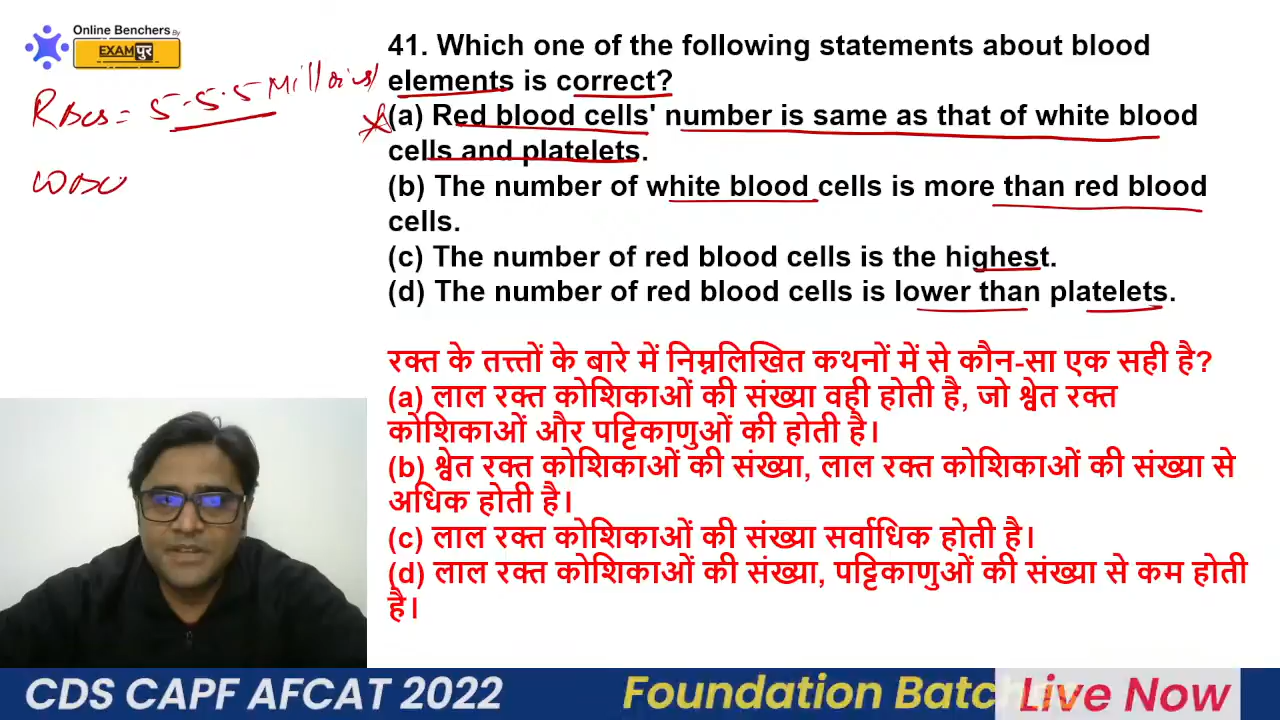 Online Benchers By
EXAMपुर
RBCs = 5-5.5 Millions/
WBC
41. Which one of the following statements about blood
elements is correct?
(a) Red blood cells' number is same as that of white blood
cells and platelets.
(b) The number of white blood cells is more than red blood
cells.
(c) The number of red blood cells is the highest.
(d) The number of red blood cells is lower than platelets.
रक्त के तत्त्तों के बारे में निम्नलिखित कथनों में से कौन-सा एक सही है?
(a) लाल रक्त कोशिकाओं की संख्या वही होती है, जो श्वेत रक्त
कोशिकाओं और पट्टिकाणुओं की होती है।
(b) श्वेत रक्त कोशिकाओं की संख्या, लाल रक्त कोशिकाओं की संख्या से
अधिक होती है।
(c) लाल रक्त कोशिकाओं की संख्या सर्वाधिक होती है।
(d) लाल रक्त कोशिकाओं की संख्या, पट्टिकाणुओं की संख्या से कम होती
है।
CDS CAPF AFCAT 2022
Foundation Batches
Live Now